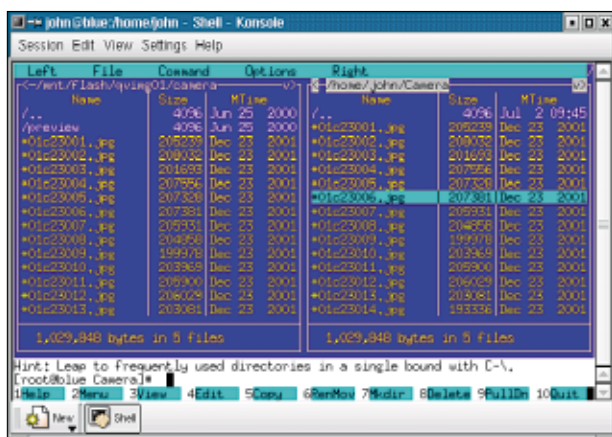 john@blue:/home/john - Shell - Konsole
Session Edit View Settings Help
Left File Command Options Right
<-/mnt/flash/qvimg01/camera v> <-/home/john/Camera v>
Name Size MTime Name Size MTime
/.. 4096 Jun 25 2000 /.. 4096 Jul 2 09:45
/preview 4096 Jun 25 2000 *01c23001.jpg 205239 Dec 23 2001
*01c23001.jpg 205239 Dec 23 2001 *01c23002.jpg 208032 Dec 23 2001
*01c23002.jpg 208032 Dec 23 2001 *01c23003.jpg 201693 Dec 23 2001
*01c23003.jpg 201693 Dec 23 2001 *01c23004.jpg 207556 Dec 23 2001
*01c23004.jpg 207556 Dec 23 2001 *01c23005.jpg 207328 Dec 23 2001
*01c23005.jpg 207328 Dec 23 2001 *01c23006.jpg 207381 Dec 23 2001
*01c23006.jpg 207381 Dec 23 2001 *01c23007.jpg 205931 Dec 23 2001
*01c23007.jpg 205931 Dec 23 2001 *01c23008.jpg 204858 Dec 23 2001
*01c23008.jpg 204858 Dec 23 2001 *01c23009.jpg 199978 Dec 23 2001
*01c23009.jpg 199978 Dec 23 2001 *01c23010.jpg 203969 Dec 23 2001
*01c23010.jpg 203969 Dec 23 2001 *01c23011.jpg 205900 Dec 23 2001
*01c23011.jpg 205900 Dec 23 2001 *01c23012.jpg 206029 Dec 23 2001
*01c23012.jpg 206029 Dec 23 2001 *01c23013.jpg 203081 Dec 23 2001
*01c23013.jpg 203081 Dec 23 2001 *01c23014.jpg 193336 Dec 23 2001
1,029,848 bytes in 5 files 1,029,848 bytes in 5 files
Hint: Leap to frequently used directories in a single bound with C-\.
[root@blue Camera]#
1Help 2Menu 3View 4Edit 5Copy 6RenMov 7Mkdir 8Delete 9PullDn 10Quit
New Shell